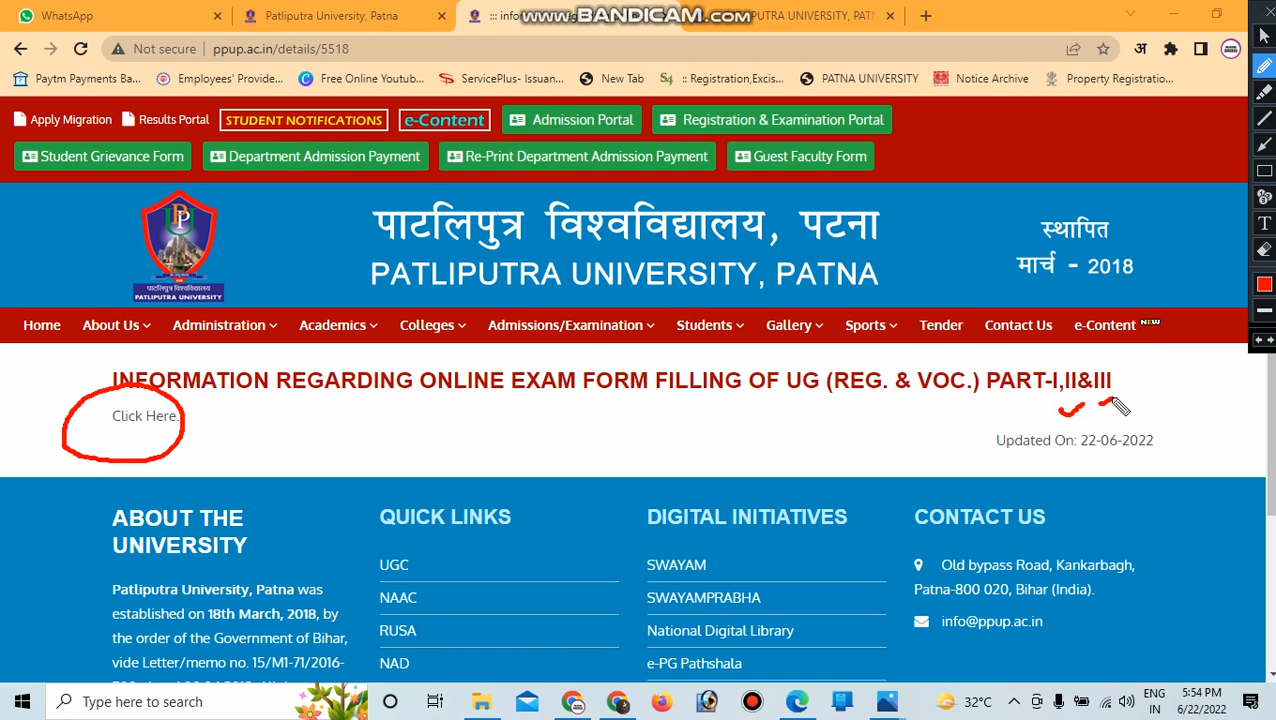 WhatsApp
Patliputra University, Patna
::: info
www.BANDICAM.com
PUTRA UNIVERSITY, PAT
Not secure
ppup.ac.in/details/5518
अ
Paytm Payments Ba...
Employees' Provide...
Free Online Youtub...
ServicePlus- Issuan...
New Tab
:: Registration,Excis...
PATNA UNIVERSITY
Notice Archive
Property Registratio...
Apply Migration
Results Portal
STUDENT NOTIFICATIONS
e-Content
Admission Portal
Registration & Examination Portal
Student Grievance Form
Department Admission Payment
Re-Print Department Admission Payment
Guest Faculty Form
पाटलिपुत्र विश्वविद्यालय, पटना
PATLIPUTRA UNIVERSITY, PATNA
स्थापित
मार्च - 2018
पाटलिपुत्र विश्वविद्यालय
PATLIPUTRA UNIVERSITY
Home
About Us
Administration
Academics
Colleges
Admissions/Examination
Students
Gallery
Sports
Tender
Contact Us
e-Content NEW
INFORMATION REGARDING ONLINE EXAM FORM FILLING OF UG (REG. & VOC.) PART-I,II&III
Click Here.
Updated On: 22-06-2022
ABOUT THE
UNIVERSITY
Patliputra University, Patna was
established on 18th March, 2018, by
the order of the Government of Bihar,
vide Letter/memo no. 15/M1-71/2016-
QUICK LINKS
UGC
NAAC
RUSA
NAD
DIGITAL INITIATIVES
SWAYAM
SWAYAMPRABHA
National Digital Library
e-PG Pathshala
CONTACT US
Old bypass Road, Kankarbagh,
Patna-800 020, Bihar (India).
info@ppup.ac.in
Type here to search
32°C
ENG
IN
5:54 PM
6/22/2022